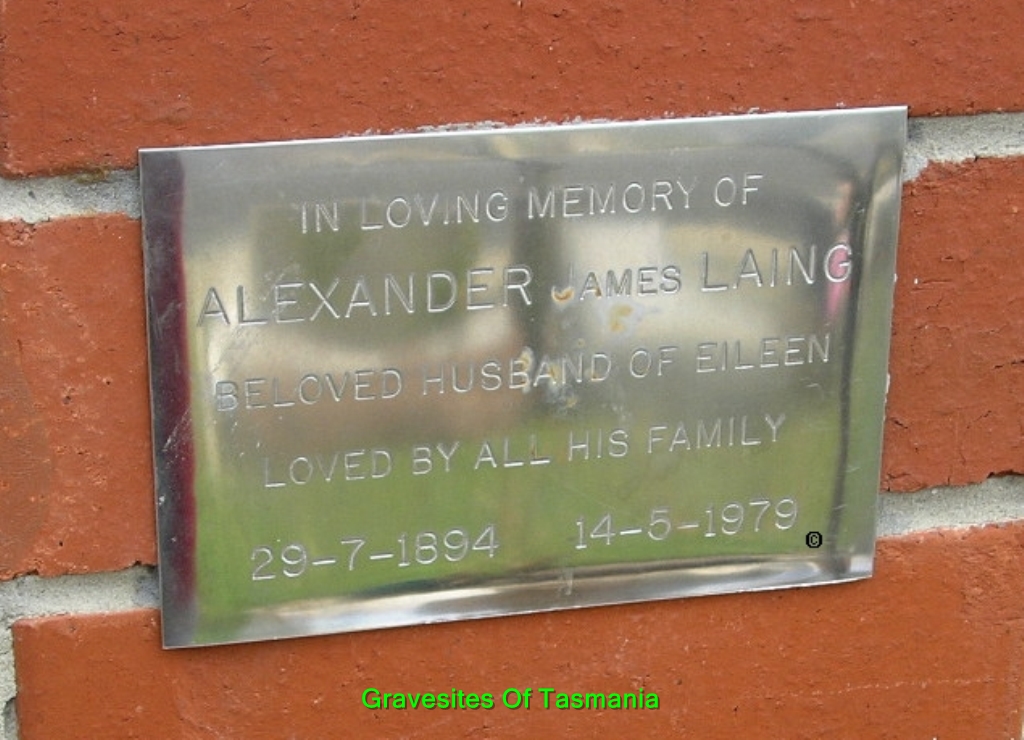 IN LOVING MEMORY OF
ALEXANDER JAMES LAING
BELOVED HUSBAND OF EILEEN
LOVED BY ALL HIS FAMILY
29-7-1894 14-5-1979
©
Gravesites Of Tasmania